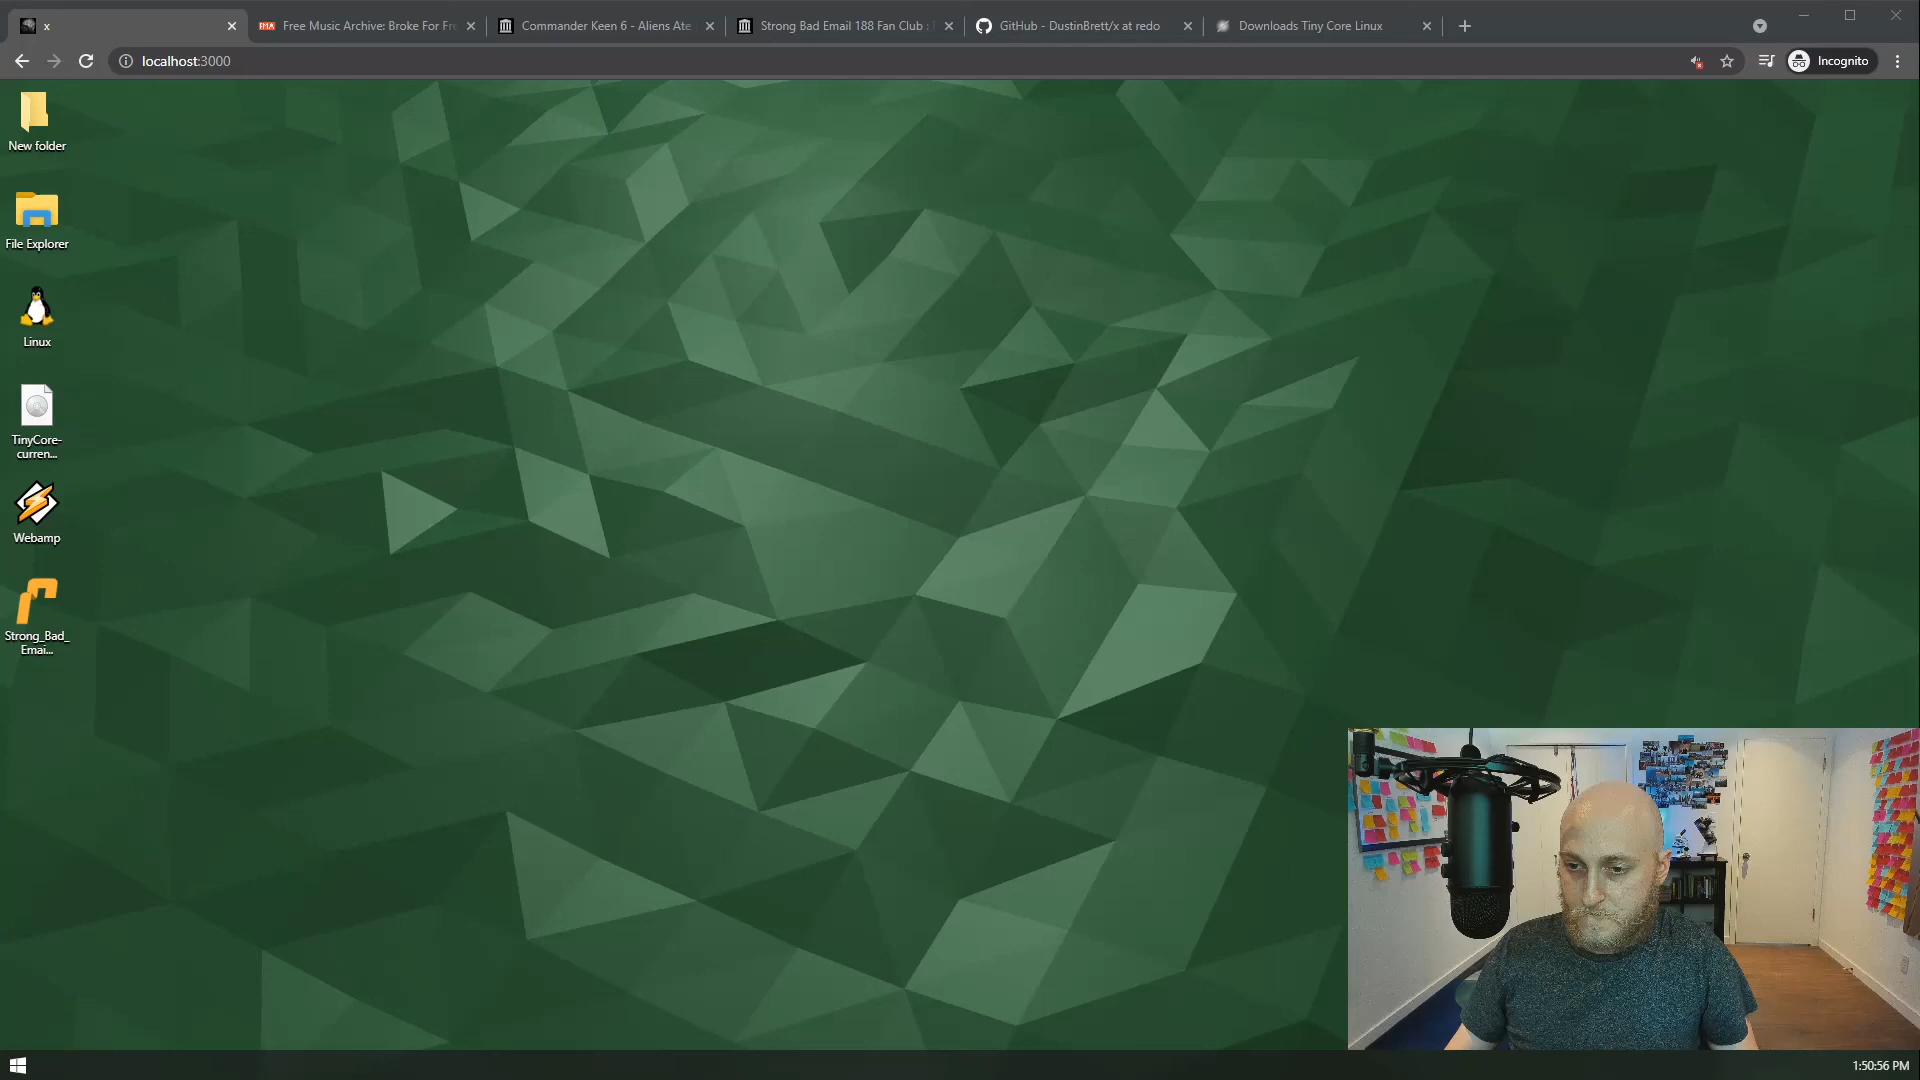 x
Free Music Archive: Broke For Fre
Commander Keen 6 - Aliens Ate
Strong Bad Email 188 Fan Club :
GitHub - DustinBrett/x at redo
Downloads Tiny Core Linux
localhost:3000
Incognito
New folder
File Explorer
Linux
TinyCore-
curren...
Webamp
Strong_Bad_
Emai...
1:50:56 PM